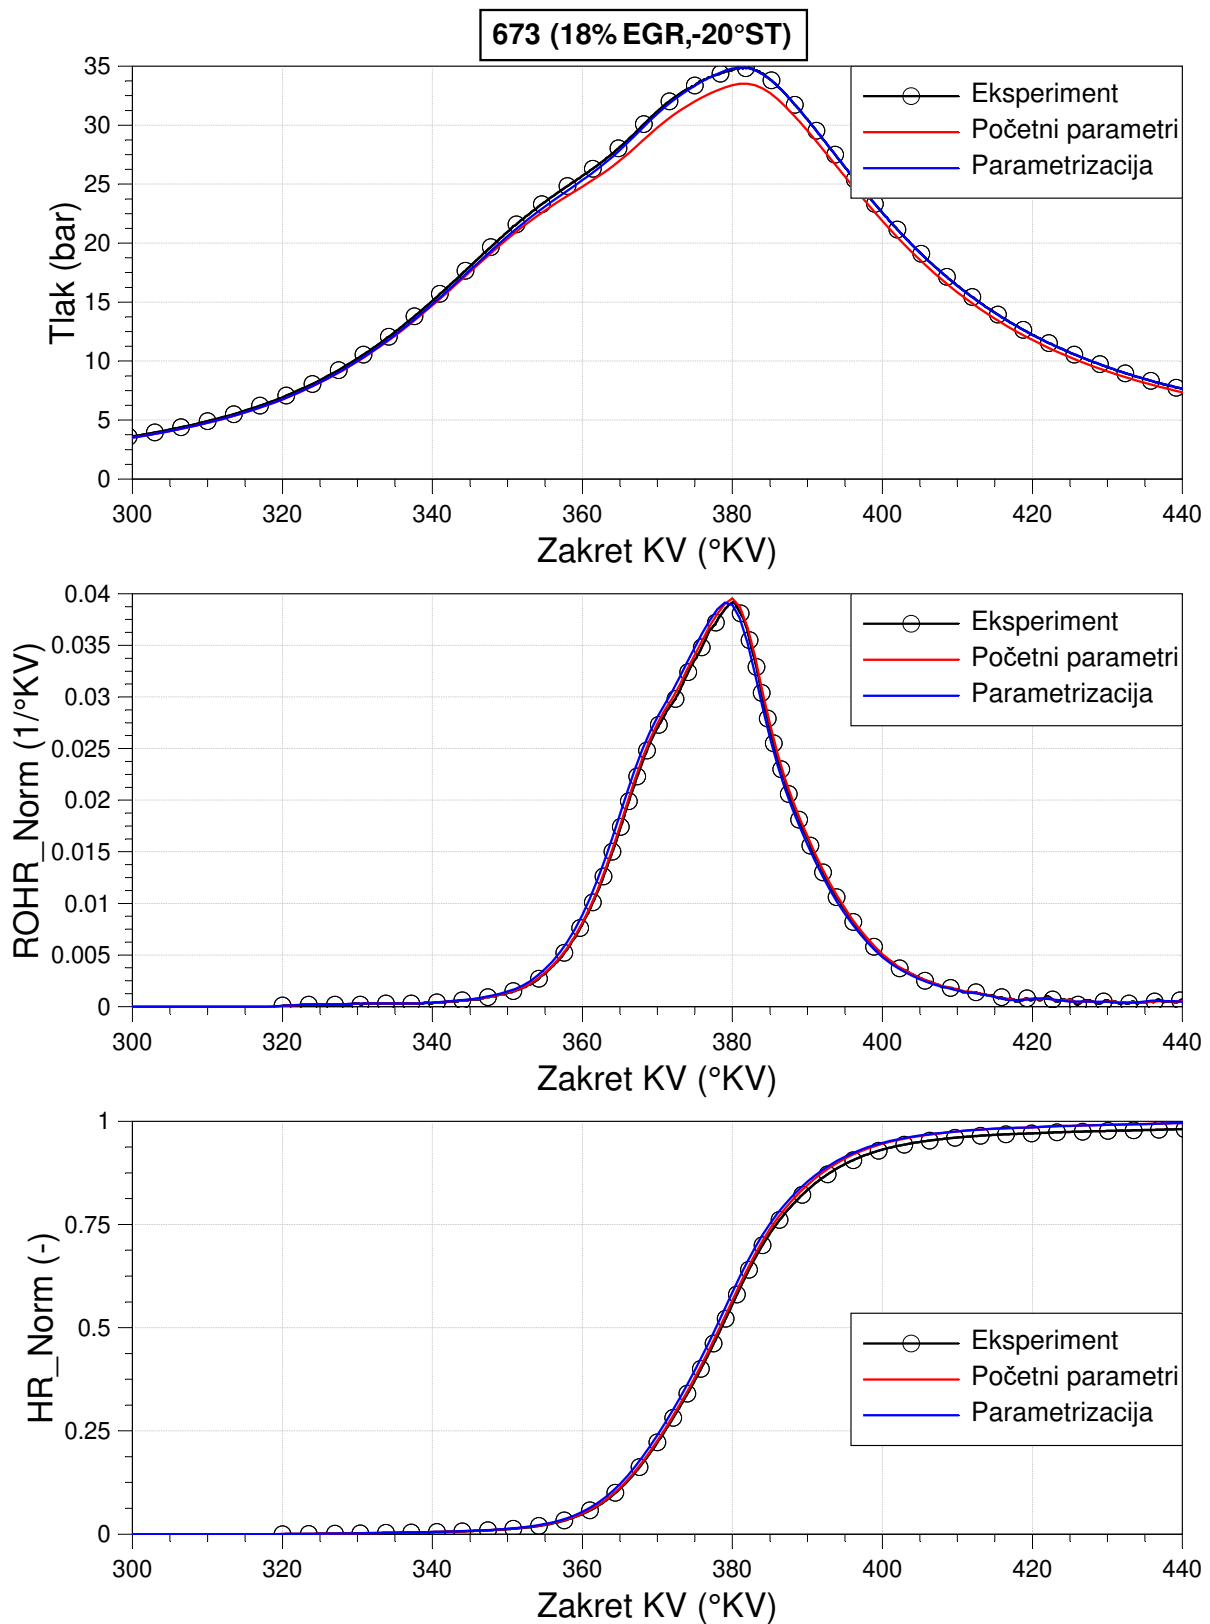 673 (18% EGR,-20°ST)
35
30
25
20
15
10
5
0
Tlak (bar)
Eksperiment
Početni parametri
Parametrizacija
300 320 340 360 380 400 420 440
Zakret KV (°KV)
0.04
0.035
0.03
0.025
0.02
0.015
0.01
0.005
0
ROHR_Norm (1/°KV)
Eksperiment
Početni parametri
Parametrizacija
300 320 340 360 380 400 420 440
Zakret KV (°KV)
1
0.75
0.5
0.25
0
HR_Norm (-)
Eksperiment
Početni parametri
Parametrizacija
300 320 340 360 380 400 420 440
Zakret KV (°KV)